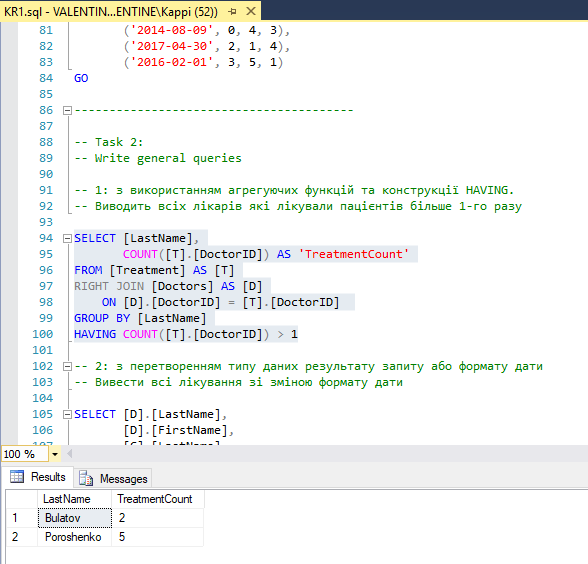 KR1.sql - VALENTIN...ENTINE\Kappi (52))
81 ('2014-08-09', 0, 4, 3),
82 ('2017-04-30', 2, 1, 4),
83 ('2016-02-01', 3, 5, 1)
84 GO
85
86 ---------------------------------------
87
88 -- Task 2:
89 -- Write general queries
90
91 -- 1: з використанням агрегуючих функцій та конструкції HAVING.
92 -- Виводить всіх лікарів які лікували пацієнтів більше 1-го разу
93
94 SELECT [LastName],
95 COUNT([T].[DoctorID]) AS 'TreatmentCount'
96 FROM [Treatment] AS [T]
97 RIGHT JOIN [Doctors] AS [D]
98 ON [D].[DoctorID] = [T].[DoctorID]
99 GROUP BY [LastName]
100 HAVING COUNT([T].[DoctorID]) > 1
101
102 -- 2: з перетворенням типу даних результату запиту або формату дати
103 -- Вивести всі лікування зі зміною формату дати
104
105 SELECT [D].[LastName],
106 [D].[FirstName],
107 [C].[LastName]
100 %
Results Messages
LastName TreatmentCount
1 Bulatov 2
2 Poroshenko 5